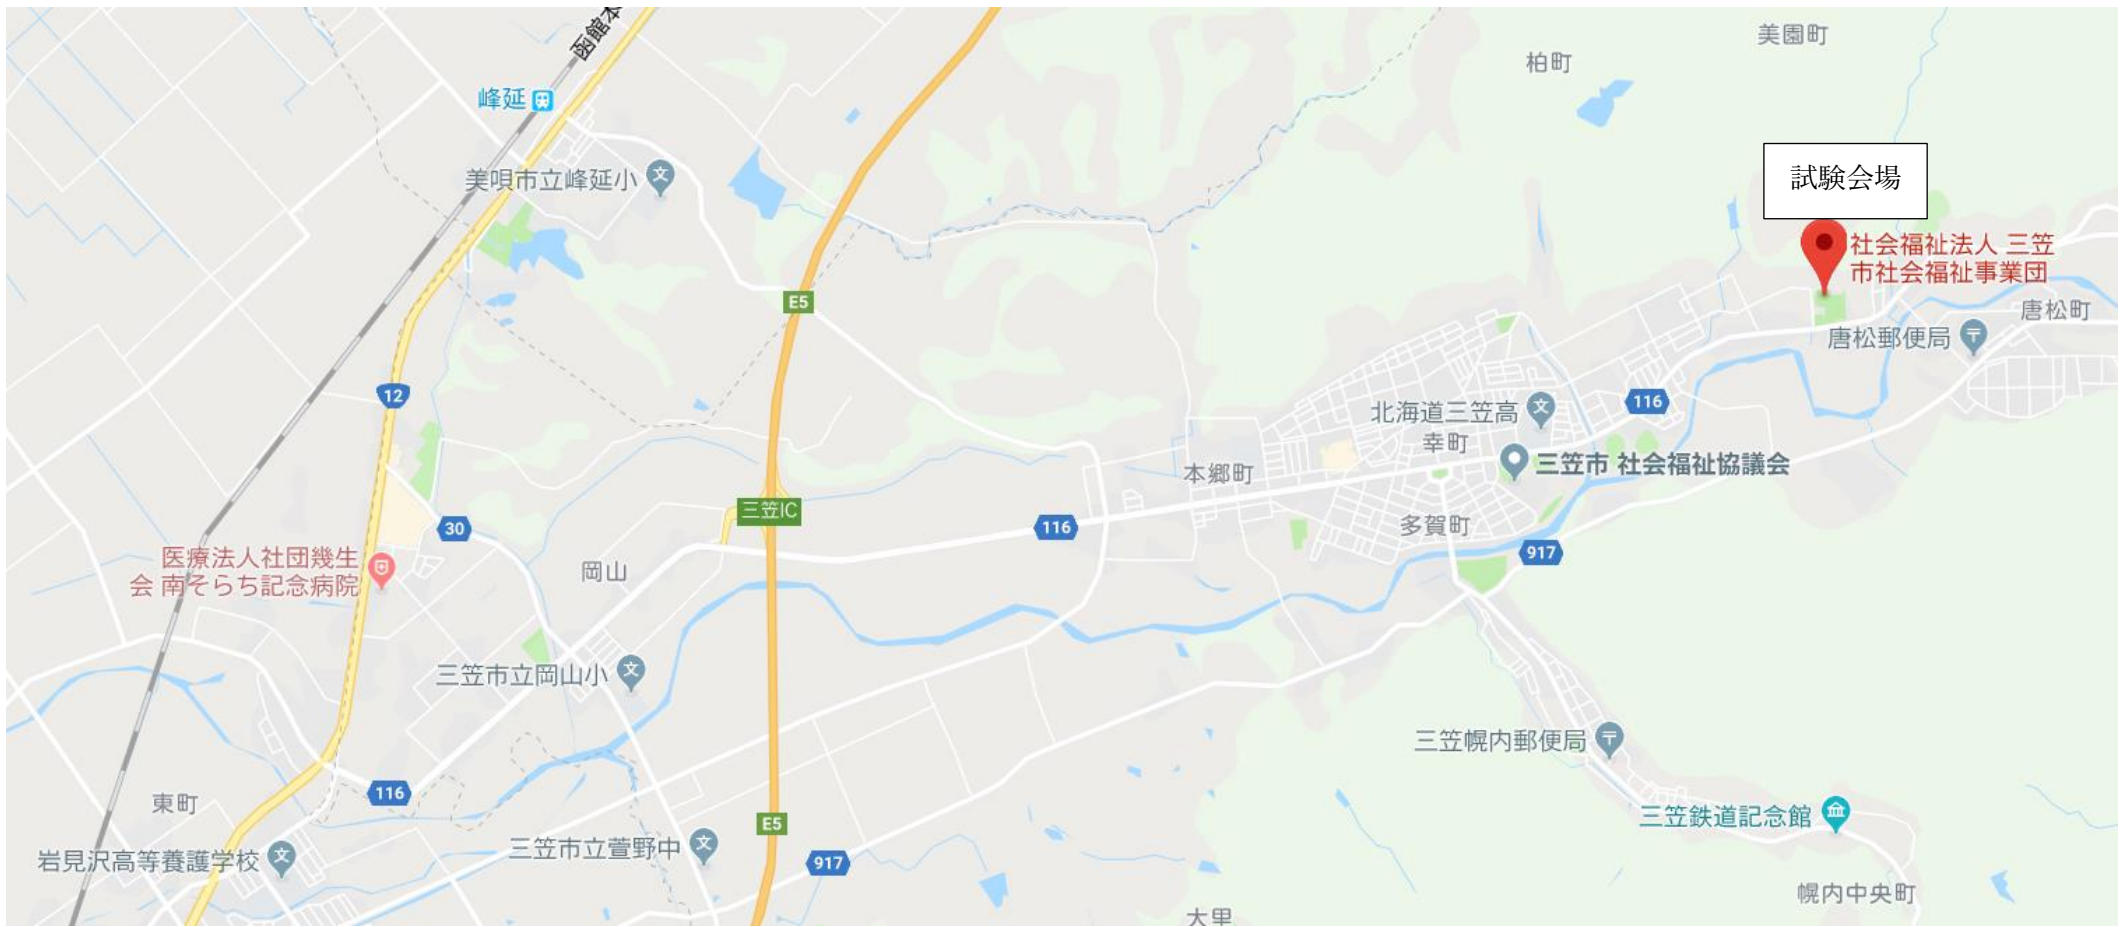 函館本
美園町
柏町
峰延
試験会場
美唄市立峰延小
社会福祉法人 三笠
市社会福祉事業団
E5
唐松町
唐松郵便局
12
116
北海道三笠高
幸町
三笠市 社会福祉協議会
本郷町
三笠IC
116
多賀町
30
917
医療法人社団幾生
会 南そらち記念病院
岡山
三笠市立岡山小
三笠幌内郵便局
116
東町
三笠鉄道記念館
E5
三笠市立萱野中
917
岩見沢高等養護学校
幌内中央町
大里